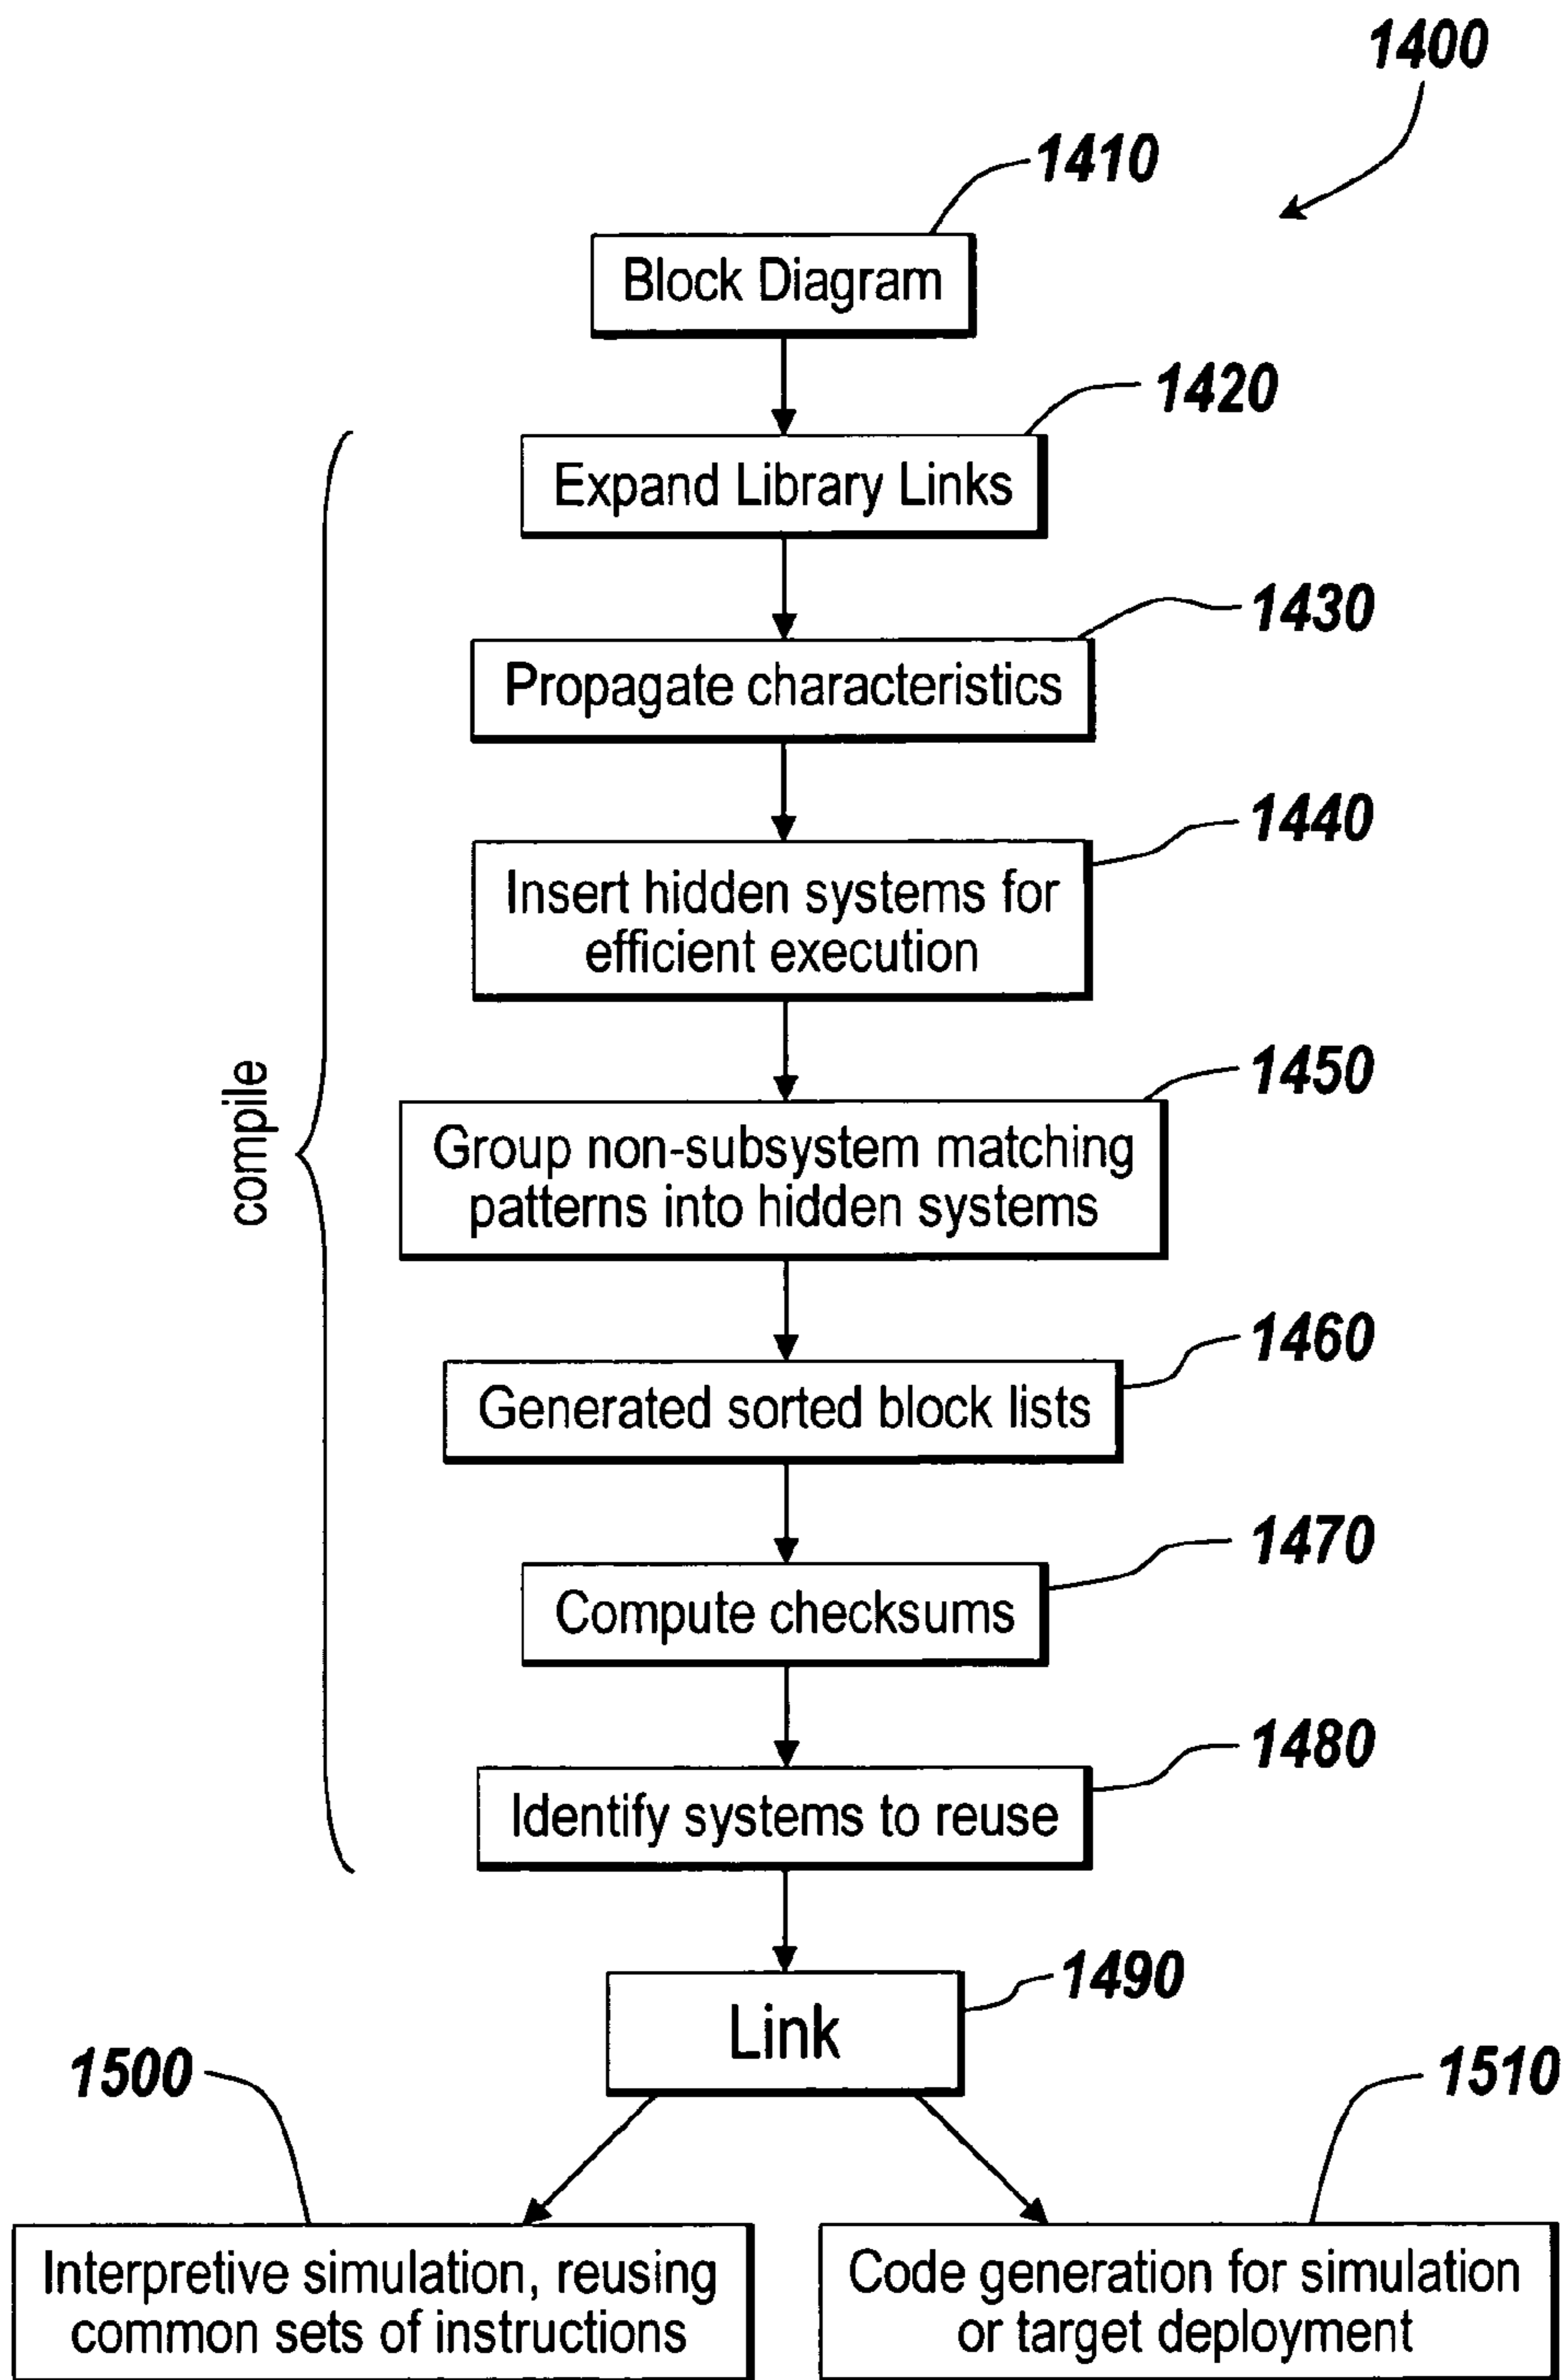 1400
1410
Block Diagram
1420
Expand Library Links
1430
Propagate characteristics
1440
Insert hidden systems for
efficient execution
compile
1450
Group non-subsystem matching
patterns into hidden systems
1460
Generated sorted block lists
1470
Compute checksums
1480
Identify systems to reuse
1490
Link
1500
1510
Interpretive simulation, reusing
common sets of instructions
Code generation for simulation
or target deployment